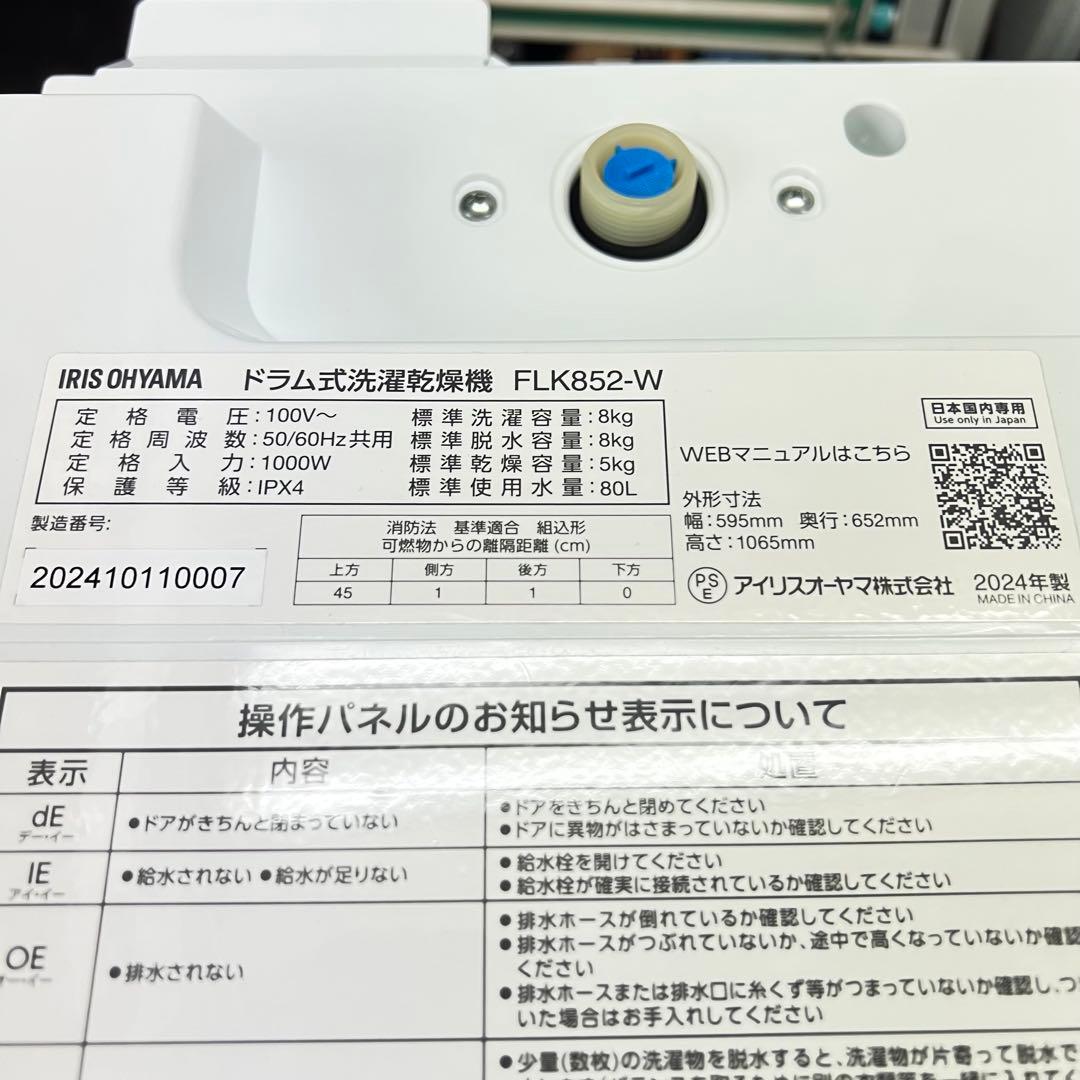 IRIS OHYAMA ドラム式洗濯乾燥機 FLK852-W
定格電圧:100V〜 標準洗濯容量:8kg
定格周波数:50/60Hz共用 標準脱水容量:8kg
定格入力:1000W 標準乾燥容量:5kg
保護等級:IPX4 標準使用水量:80L
日本国内専用
Use only in Japan
WEBマニュアルはこちら
外形寸法
幅:595mm 奥行:652mm
高さ:1065mm
製造番号:
202410110007
消防法 基準適合 組込形
可燃物からの離隔距離(cm)
上方 側方 後方 下方
45 1 1 0
PSE アイリスオーヤマ株式会社 2024年製
MADE IN CHINA
操作パネルのお知らせ表示について
表示 内容 処置
dE
デー・イー
●ドアがきちんと閉まっていない
●ドアをきちんと閉めてください
●ドアに異物がはさまっていないか確認してください
IE
アイ・イー
●給水されない ●給水が足りない
●給水栓を開けてください
●給水栓が確実に接続されているか確認してください
OE
オー・イー
●排水されない
●排水ホースが倒れているか確認してください
●排水ホースがつぶれていないか、途中で高くなっていないか確認
ください
●排水ホースまたは排水口に糸くず等がつまっていないか確認し、つ
いた場合はお手入れしてください
●少量(数枚)の洗濯物を脱水すると、洗濯物が片寄って脱水で